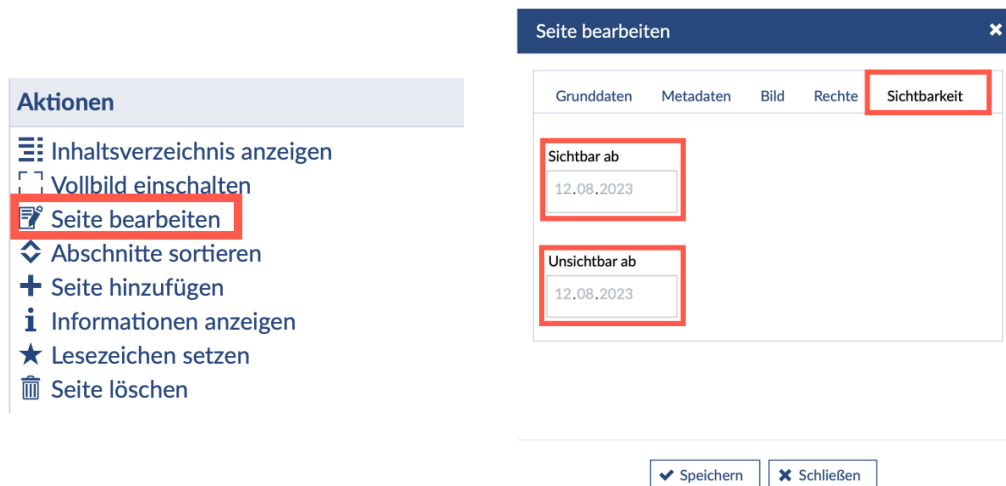 Aktionen
Inhaltsverzeichnis anzeigen
Vollbild einschalten
Seite bearbeiten
Abschnitte sortieren
Seite hinzufügen
Informationen anzeigen
Lesezeichen setzen
Seite löschen
Seite bearbeiten
Grunddaten Metadaten Bild Rechte Sichtbarkeit
Sichtbar ab
12.08.2023
Unsichtbar ab
12.08.2023
Speichern Schließen